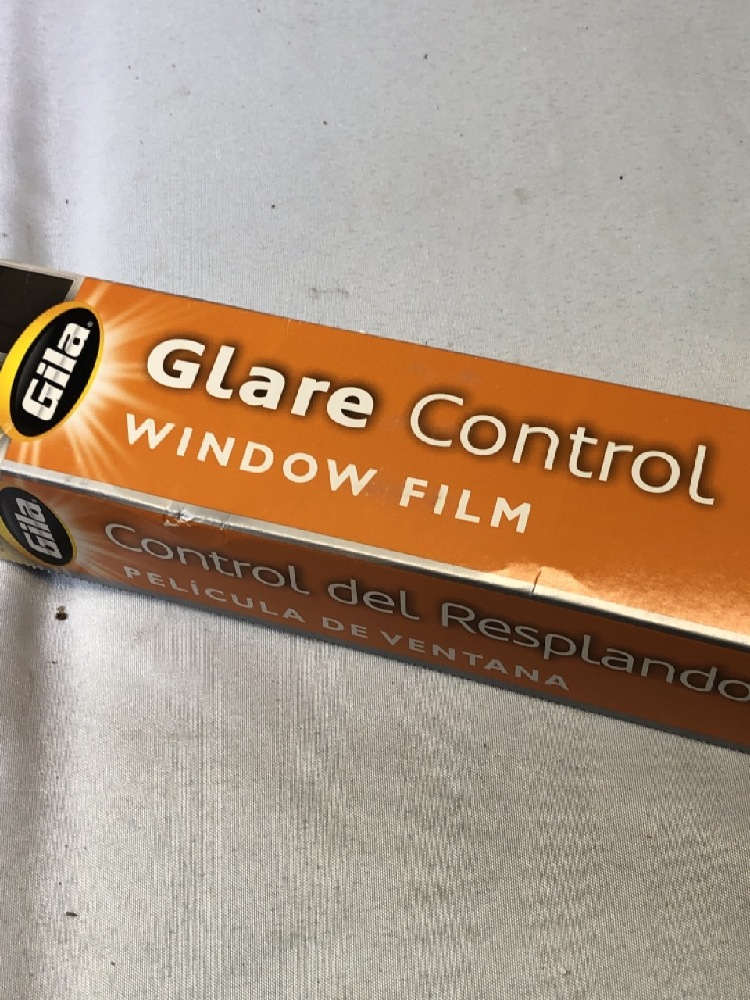 Gila
Glare Control
WINDOW FILM
Gila
Control del Resplando
PELÍCULA DE VENTANA